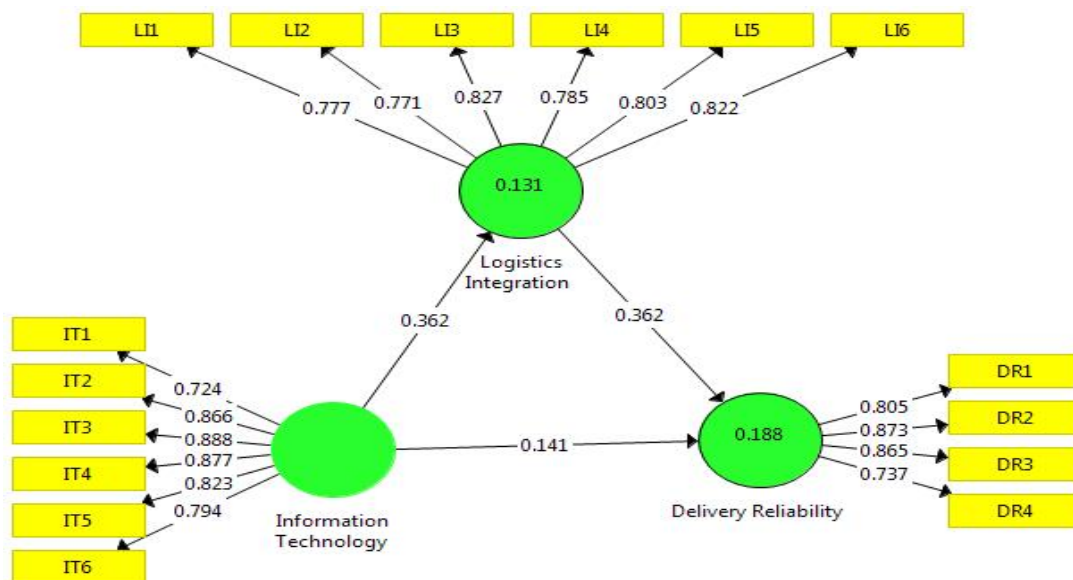 LI1 LI2 LI3 LI4 LI5 LI6
0.777 0.771 0.827 0.785 0.803 0.822
0.131
Logistics
Integration
0.362 0.362
IT1
IT2
IT3
IT4
IT5
IT6
0.724
0.866
0.888
0.877
0.823
0.794
Information
Technology
0.141
0.188
Delivery Reliability
0.805
0.873
0.865
0.737
DR1
DR2
DR3
DR4